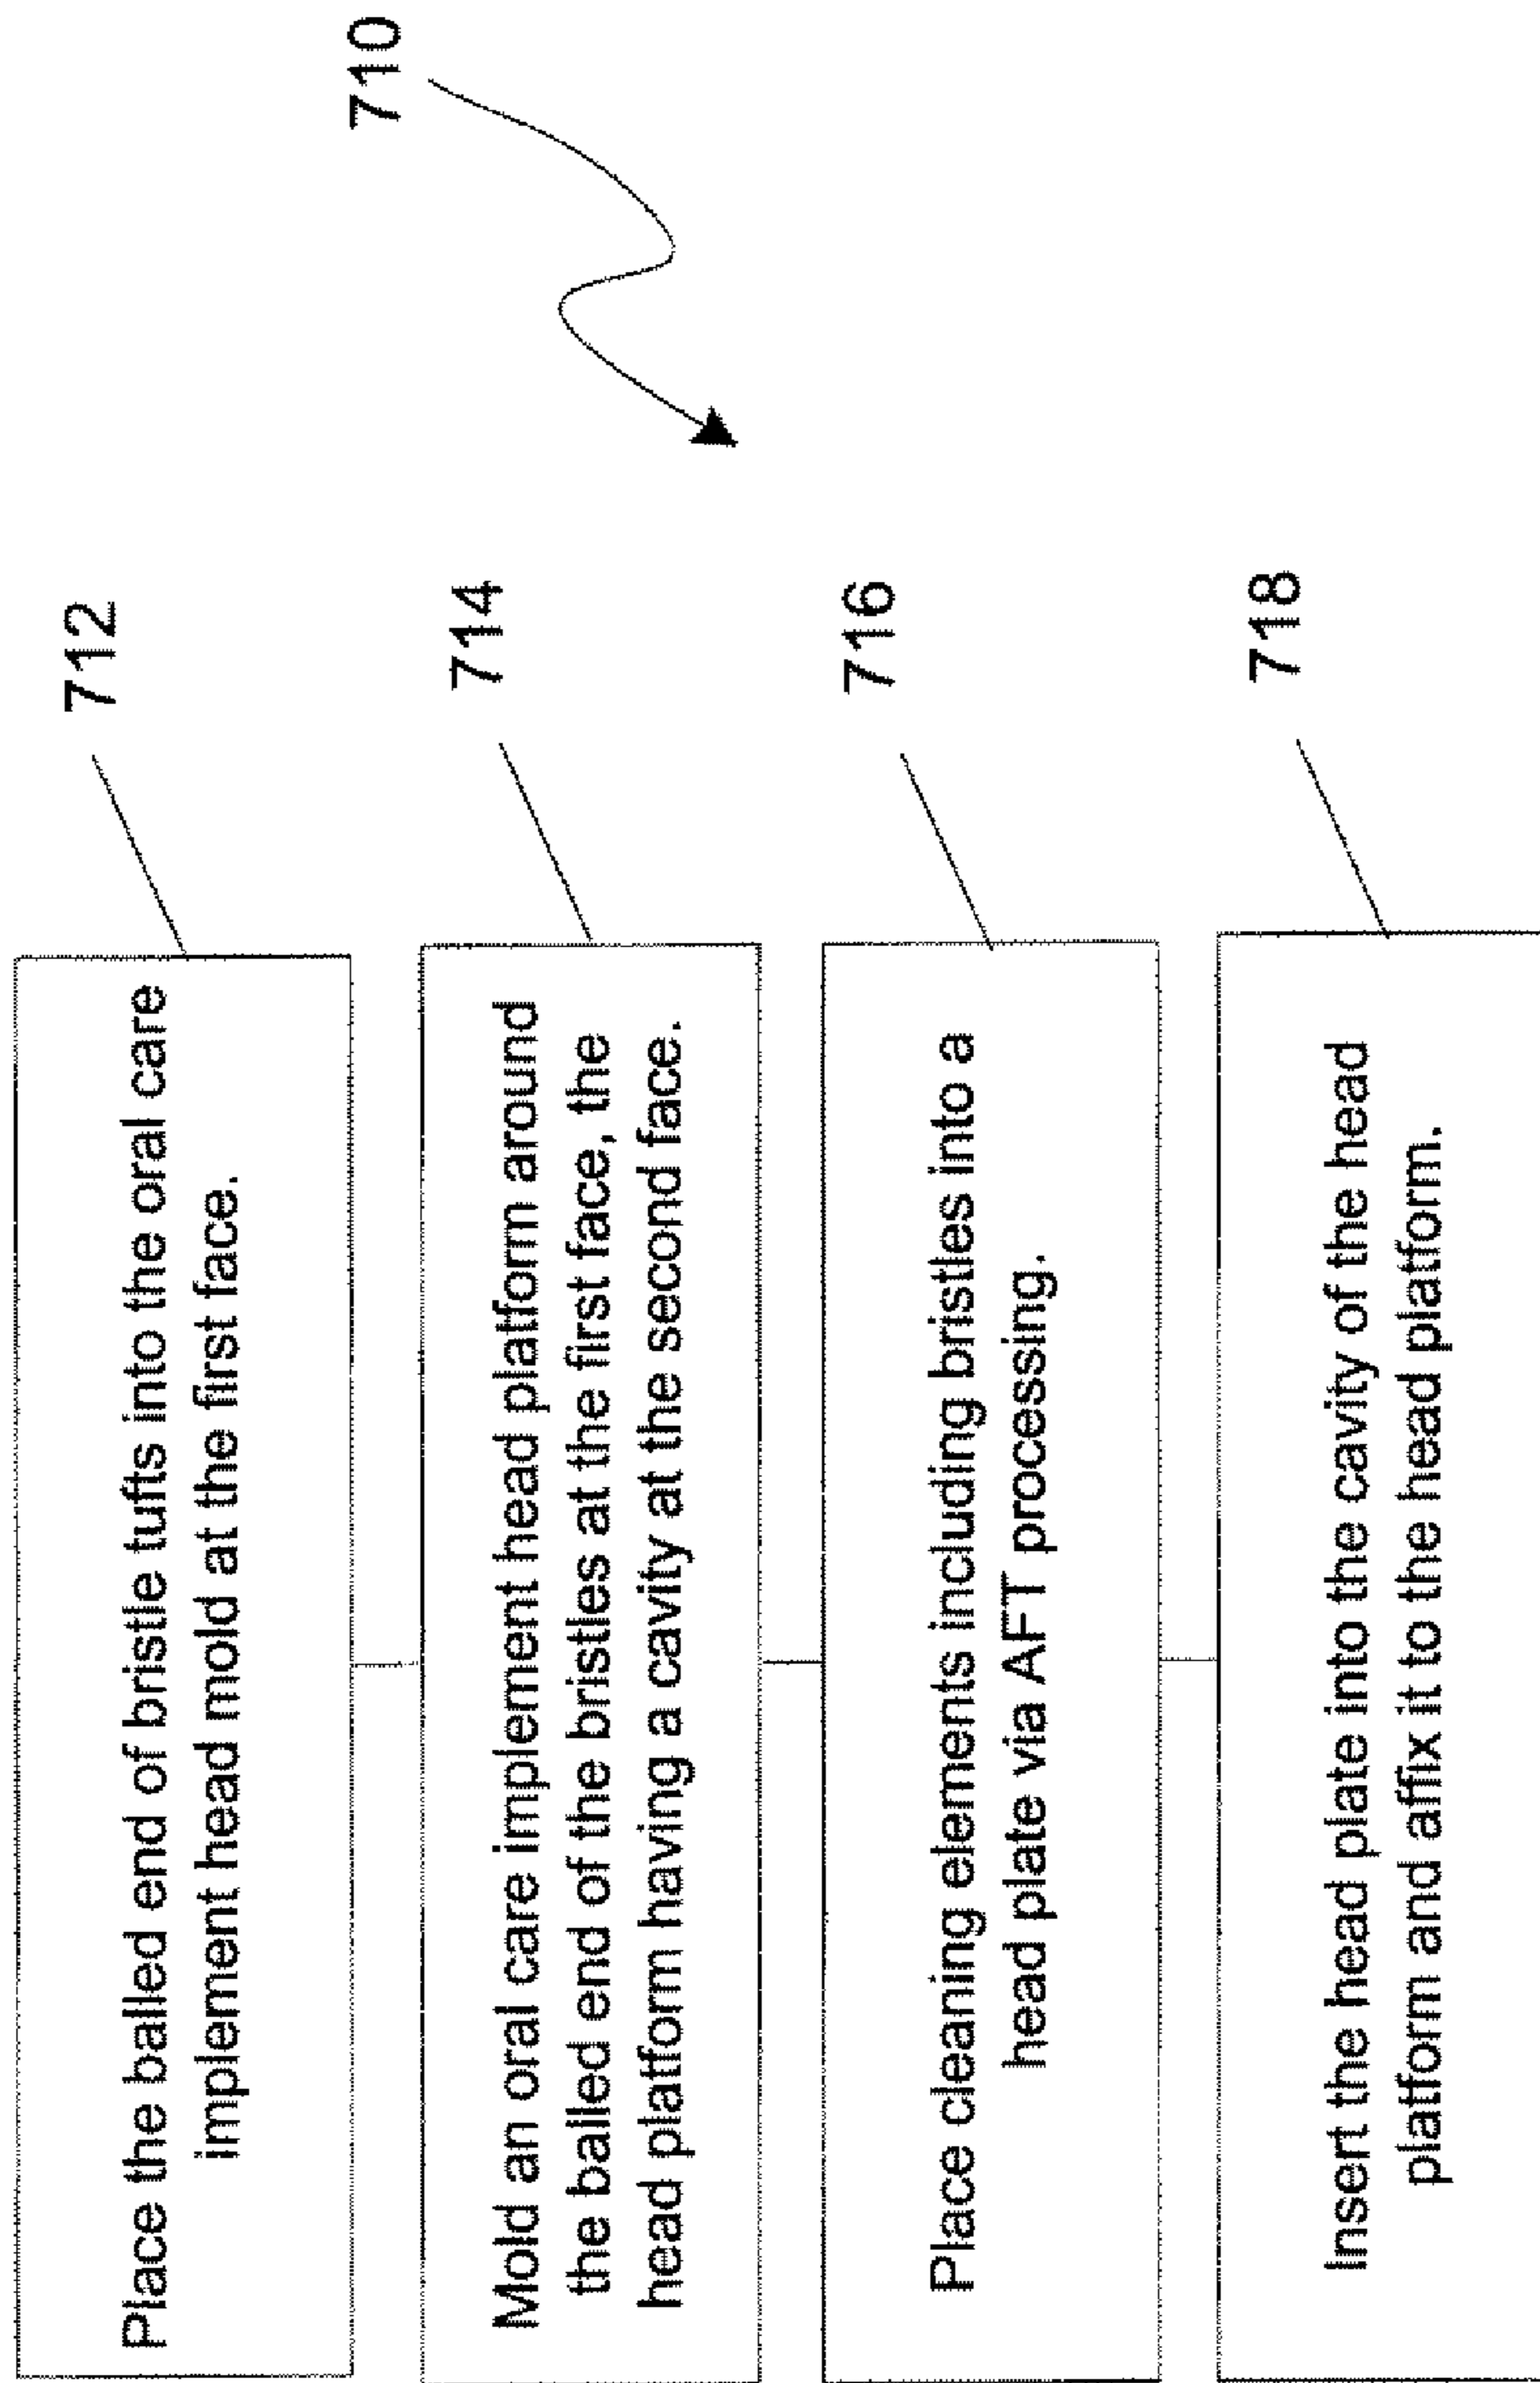 710
Place the balled end of bristle tufts into the oral care
implement head mold at the first face.
712
Mold an oral care implement head platform around
the balled end of the bristles at the first face, the
head platform having a cavity at the second face.
714
Place cleaning elements including bristles into a
head plate via AFT processing.
716
Insert the head plate into the cavity of the head
platform and affix it to the head platform.
718